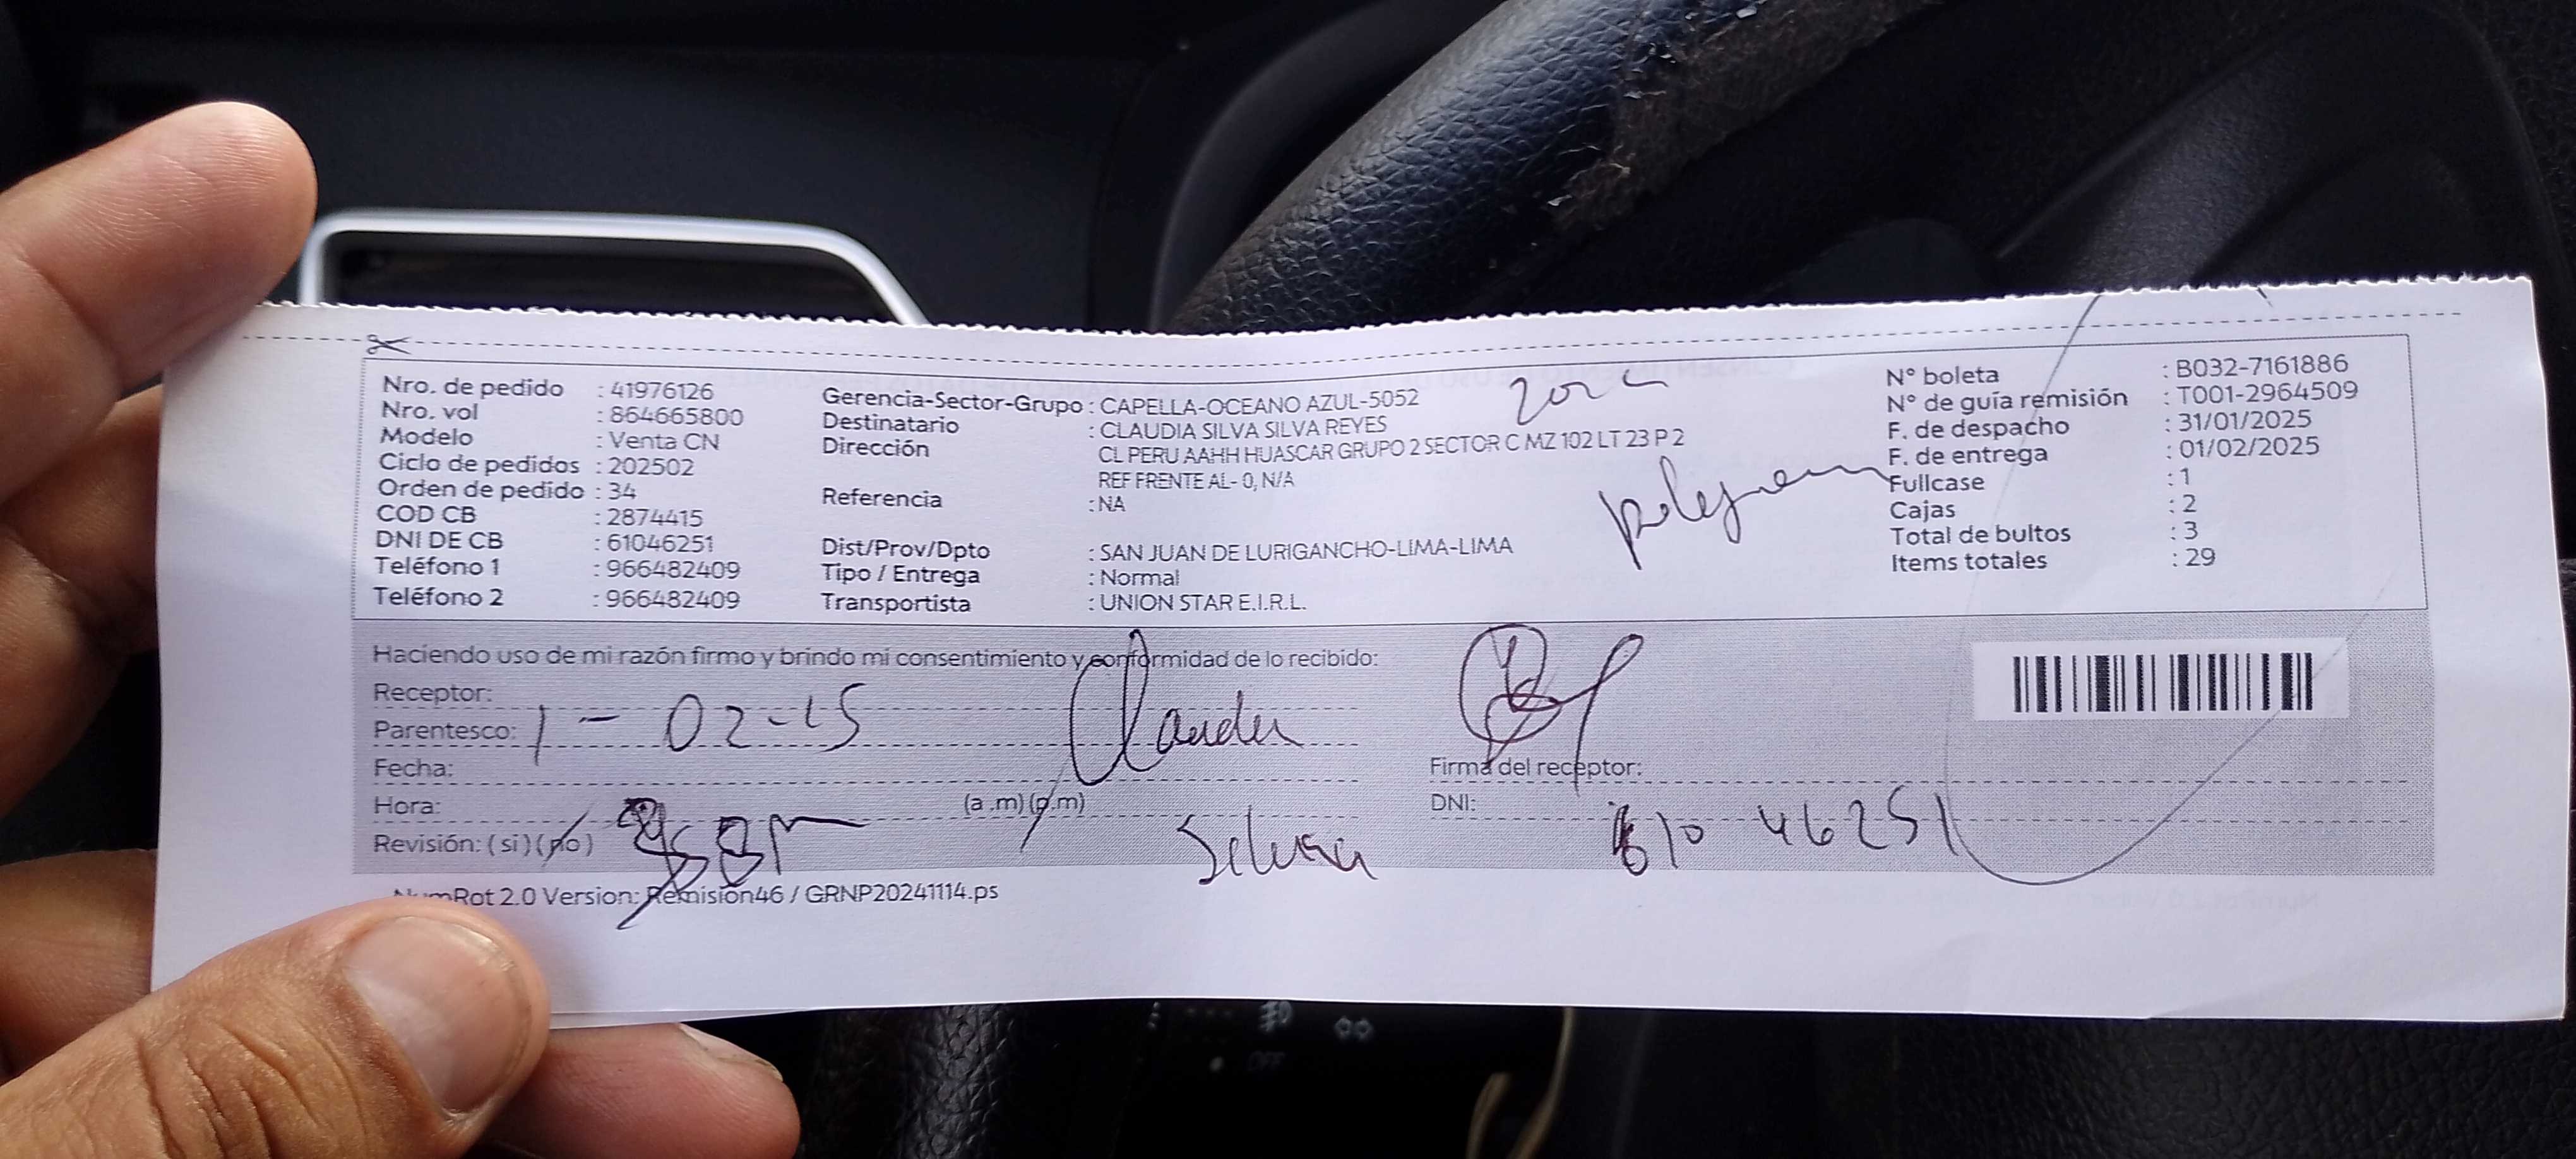 Nro. de pedido : 41976126
Nro. vol : 864665800
Modelo : Venta CN
Ciclo de pedidos : 202502
Orden de pedido : 34
COD CB : 2874415
DNI DE CB : 61046251
Teléfono 1 : 966482409
Teléfono 2 : 966482409
Gerencia-Sector-Grupo : CAPELLA-OCEANO AZUL-5052
Destinatario : CLAUDIA SILVA SILVA REYES
Dirección : CL PERU AAHH HUASCAR GRUPO 2 SECTOR C MZ 102 LT 23 P 2
REF FRENTE AL- 0, N/A
Referencia : NA
Dist/Prov/Dpto : SAN JUAN DE LURIGANCHO-LIMA-LIMA
Tipo / Entrega : Normal
Transportista : UNION STAR E.I.R.L.
Zona
peligrosa
N° boleta : B032-7161886
N° de guía remisión : T001-2964509
F. de despacho : 31/01/2025
F. de entrega : 01/02/2025
Fullcase : 1
Cajas : 2
Total de bultos : 3
Items totales : 29
Haciendo uso de mi razón firmo y brindo mi consentimiento y conformidad de lo recibido:
Receptor:
Parentesco: 1-02-25
Claudia
Fecha:
Firma del receptor:
Hora: (a.m) (p.m)
DNI: 61046251
Revisión: (si) (no)
Silva
NumRot 2.0 Version: Remision46 / GRNP20241114.ps
OFF